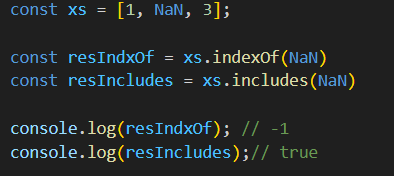 const xs = [1, NaN, 3];
const resIndxOf = xs.indexOf(NaN)
const resIncludes = xs.includes(NaN)
console.log(resIndxOf); // -1
console.log(resIncludes);// true